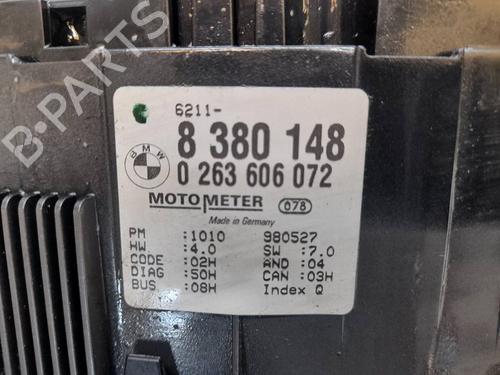 B-PARTS
6211-
8 380 148
BMW
0 263 606 072
MOTOMETER 078
Made in Germany
PM :1010 980527
HW :4.0 SW :7.0
CODE :02H AND :04
DIAG :50H CAN :03H
BUS :08H Index Q